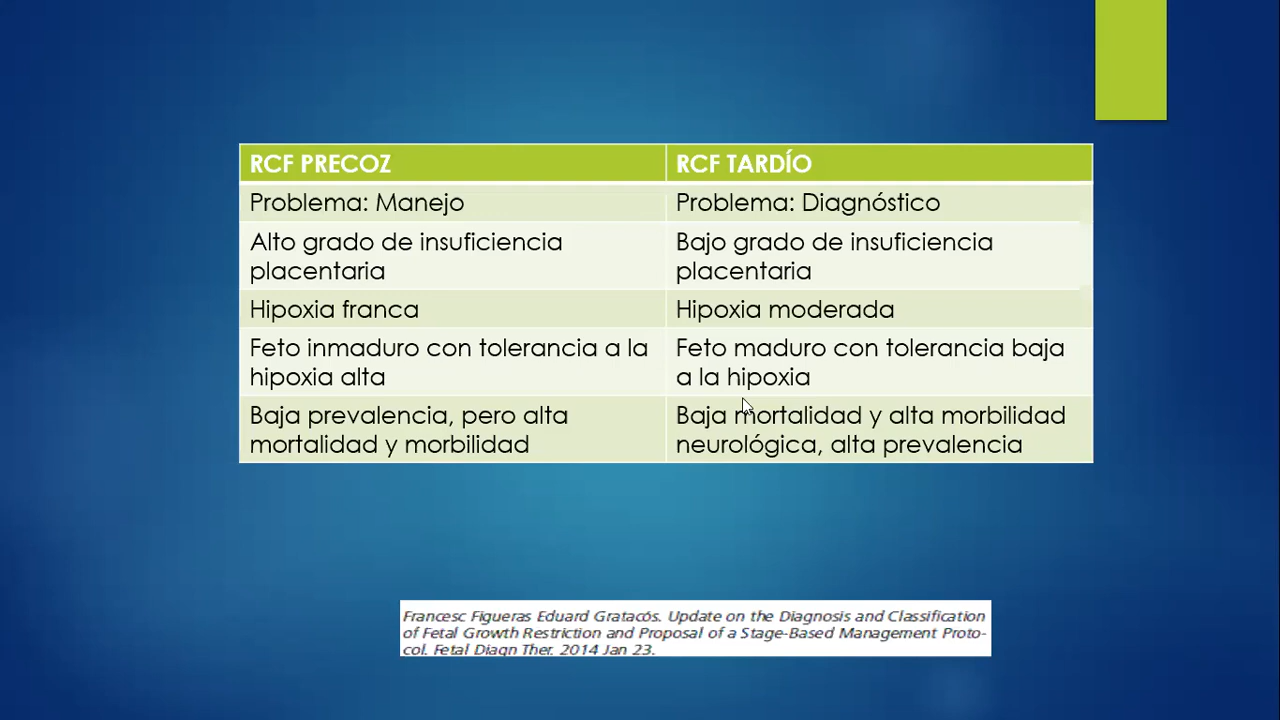 RCF PRECOZ
RCF TARDÍO
Problema: Manejo
Problema: Diagnóstico
Alto grado de insuficiencia
placentaria
Bajo grado de insuficiencia
placentaria
Hipoxia franca
Hipoxia moderada
Feto inmaduro con tolerancia a la
hipoxia alta
Feto maduro con tolerancia baja
a la hipoxia
Baja prevalencia, pero alta
mortalidad y morbilidad
Baja mortalidad y alta morbilidad
neurológica, alta prevalencia
Francesc Figueras Eduard Gratacós. Update on the Diagnosis and Classification
of Fetal Growth Restriction and Proposal of a Stage-Based Management Proto-
col. Fetal Diagn Ther. 2014 Jan 23.